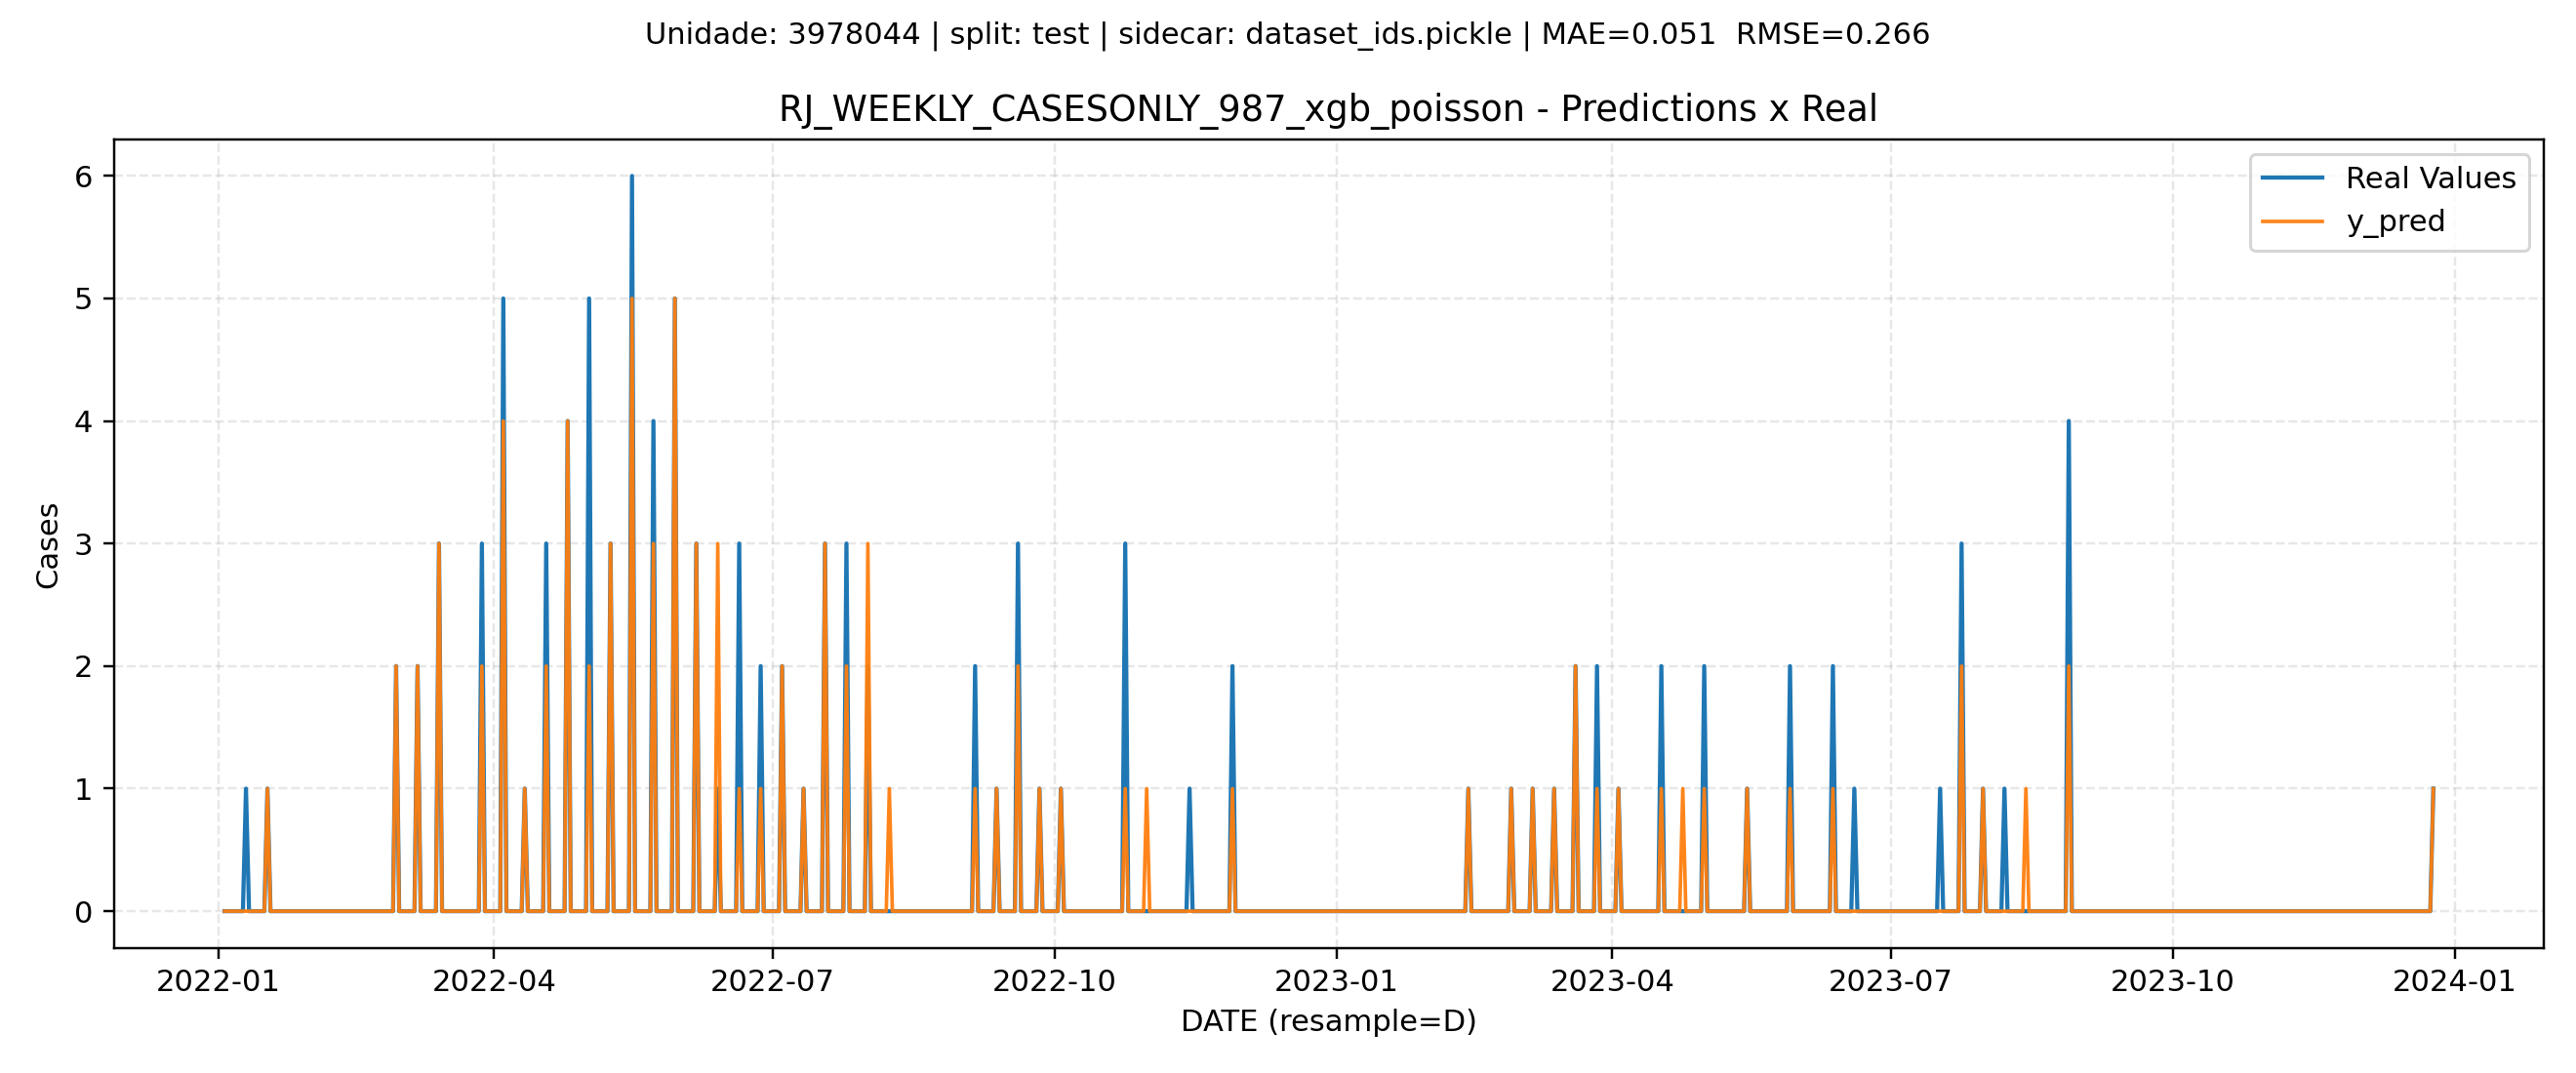 Unidade: 3978044 | split: test | sidecar: dataset_ids.pickle | MAE=0.051  RMSE=0.266
RJ_WEEKLY_CASESONLY_987_xgb_poisson - Predictions x Real
Real Values
y_pred
Cases
6
5
4
3
2
1
0
2022-01
2022-04
2022-07
2022-10
2023-01
2023-04
2023-07
2023-10
2024-01
DATE (resample=D)